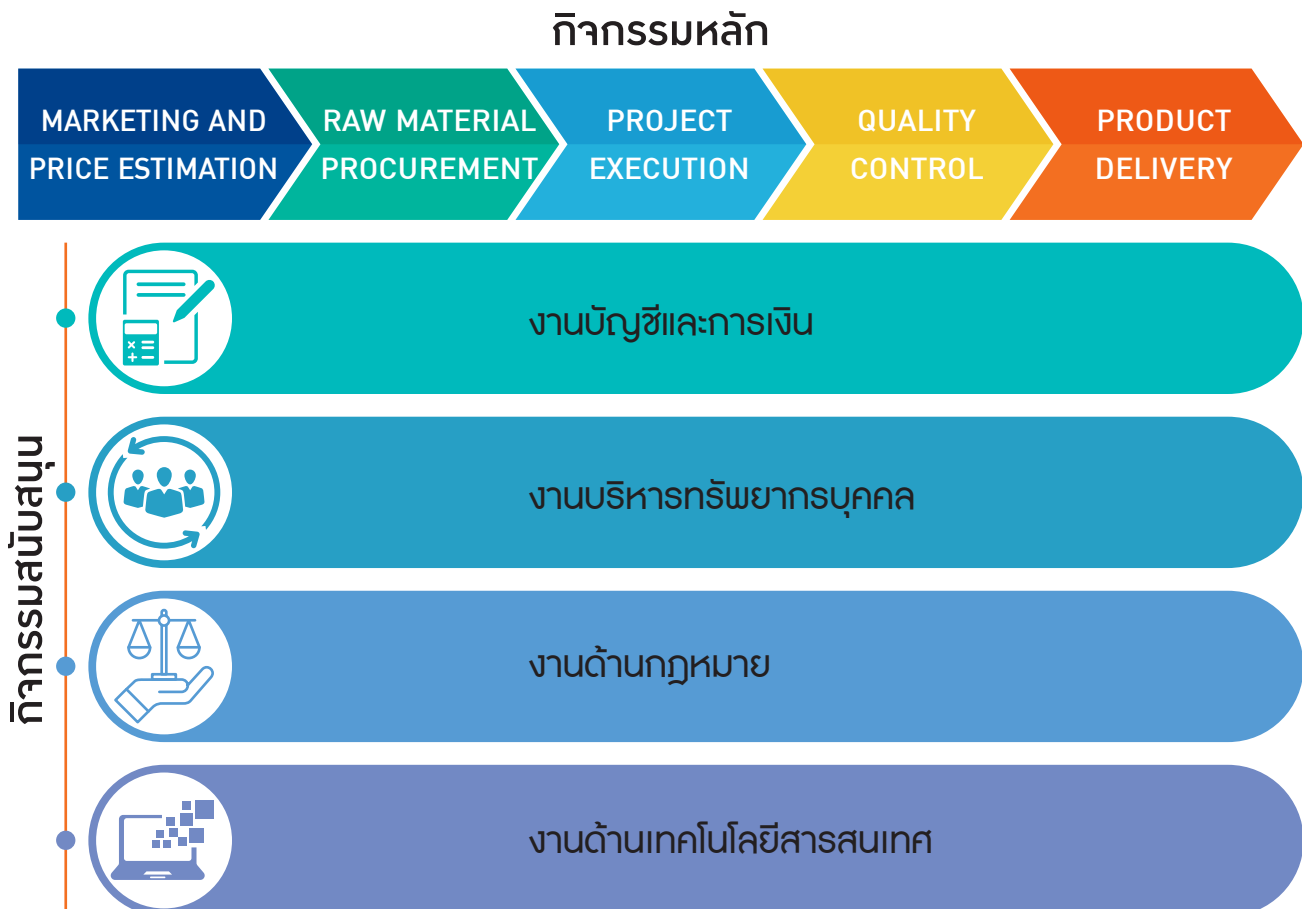 กิจกรรมหลัก
MARKETING AND
PRICE ESTIMATION
RAW MATERIAL
PROCUREMENT
PROJECT
EXECUTION
QUALITY
CONTROL
PRODUCT
DELIVERY
กิจกรรมสนับสนุน
งานบัญชีและการเงิน
งานบริหารทรัพยากรบุคคล
งานด้านกฎหมาย
งานด้านเทคโนโลยีสารสนเทศ